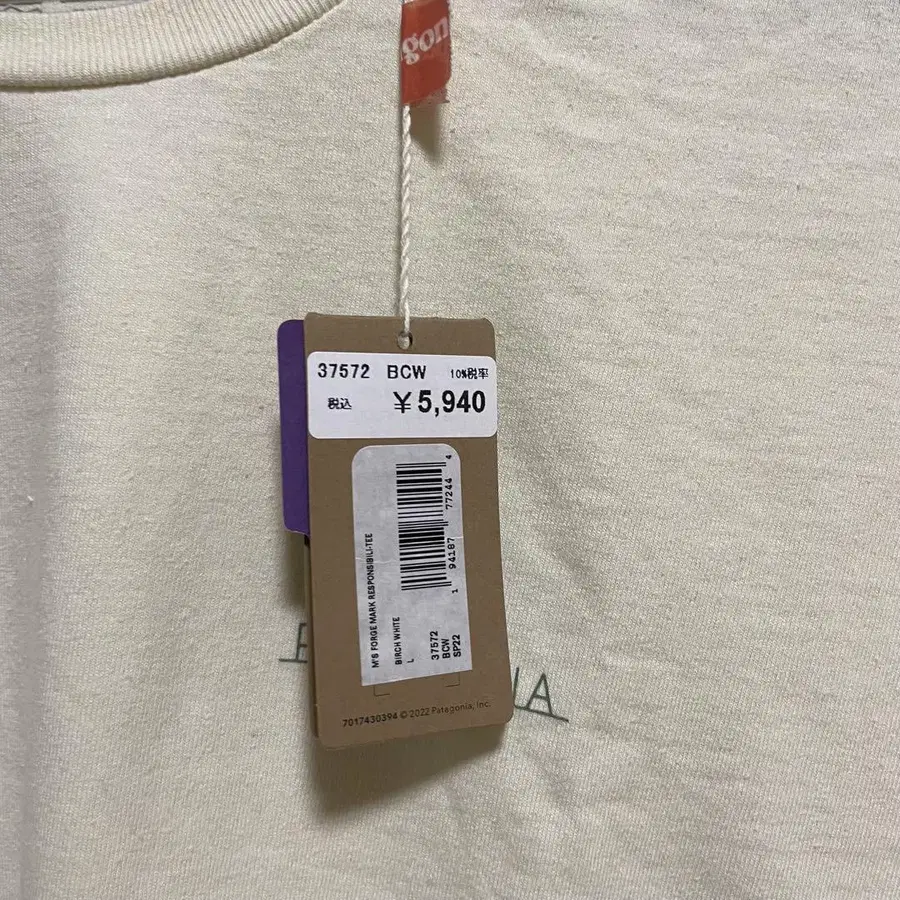 gon
37572 BCW 10%税率
税込 ¥5,940
M'S FORGE MARK RESPONSIBILI-TEE
BIRCH WHITE
L
37572
BCW
SP22
1 94187 77244 4
7017430394 © 2022 Patagonia, Inc.
P
IA